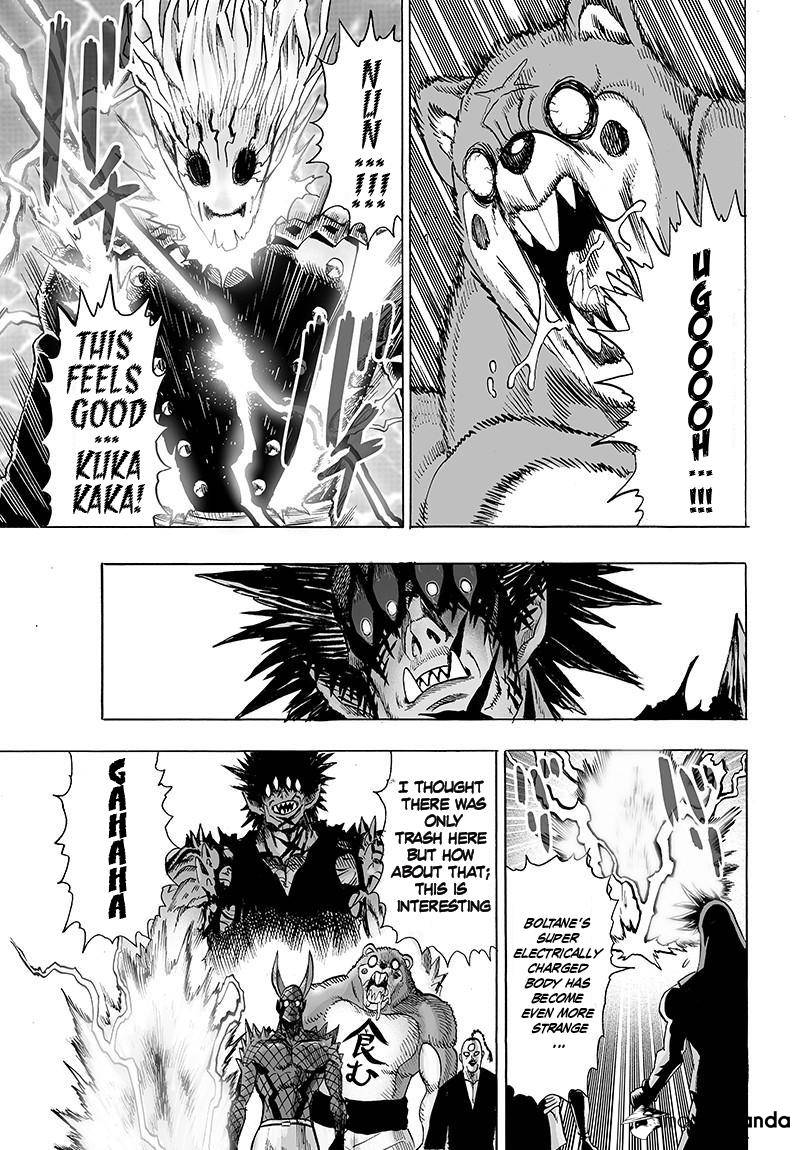 UGOOOOH...!!!
NUN...!!!
THIS
FEELS
GOOD
...
KUKA
KAKA!
BOLTANE'S
SUPER
ELECTRICALLY
CHARGED
BODY HAS
BECOME
EVEN MORE
STRANGE
...
I THOUGHT
THERE WAS
ONLY
TRASH HERE
BUT HOW
ABOUT THAT;
THIS IS
INTERESTING
GAHAHA
食む